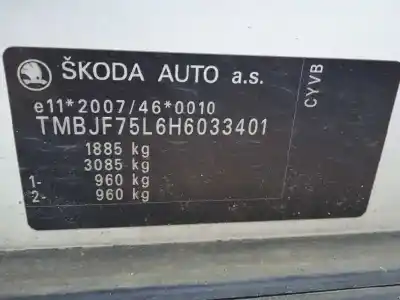 ŠKODA AUTO a.s.
e11*2007/46*0010
TMBJF75L6H6033401
1885 kg
3085 kg
1- 960 kg
2- 960 kg
CYVB